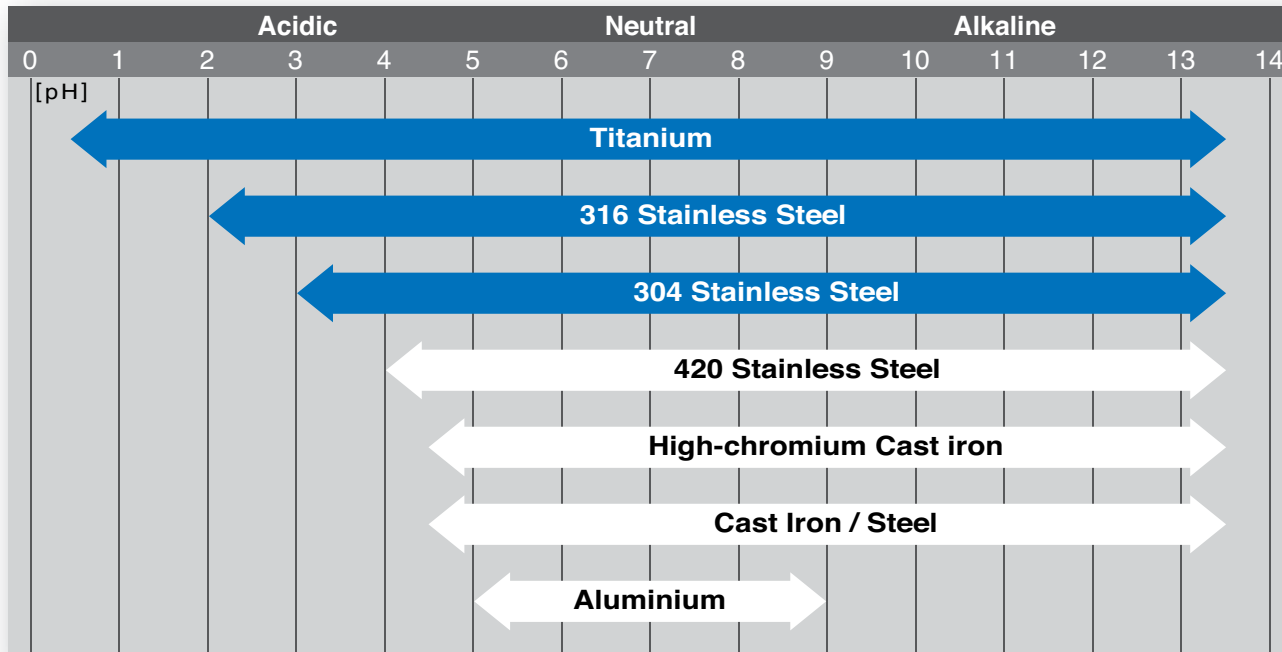 Acidic Neutral Alkaline
0 1 2 3 4 5 6 7 8 9 10 11 12 13 14
[pH]
Titanium
316 Stainless Steel
304 Stainless Steel
420 Stainless Steel
High-chromium Cast iron
Cast Iron / Steel
Aluminium